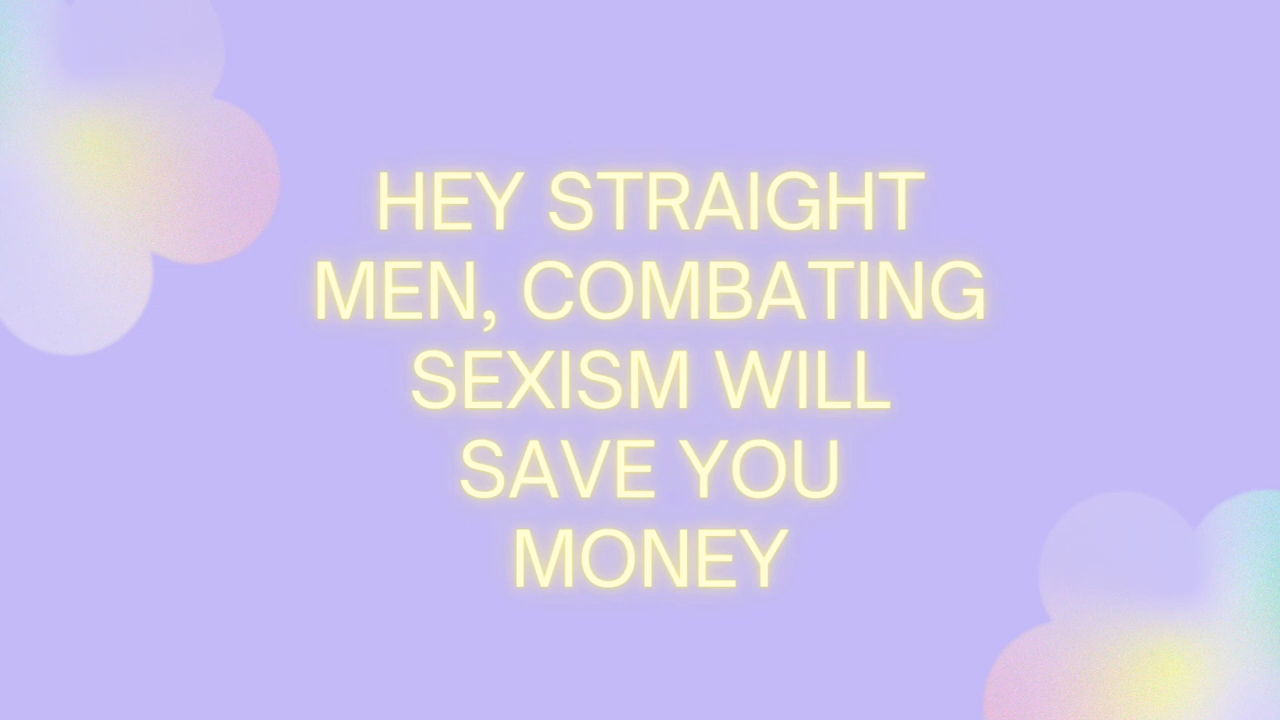 HEY STRAIGHT
MEN, COMBATING
SEXISM WILL
SAVE YOU
MONEY